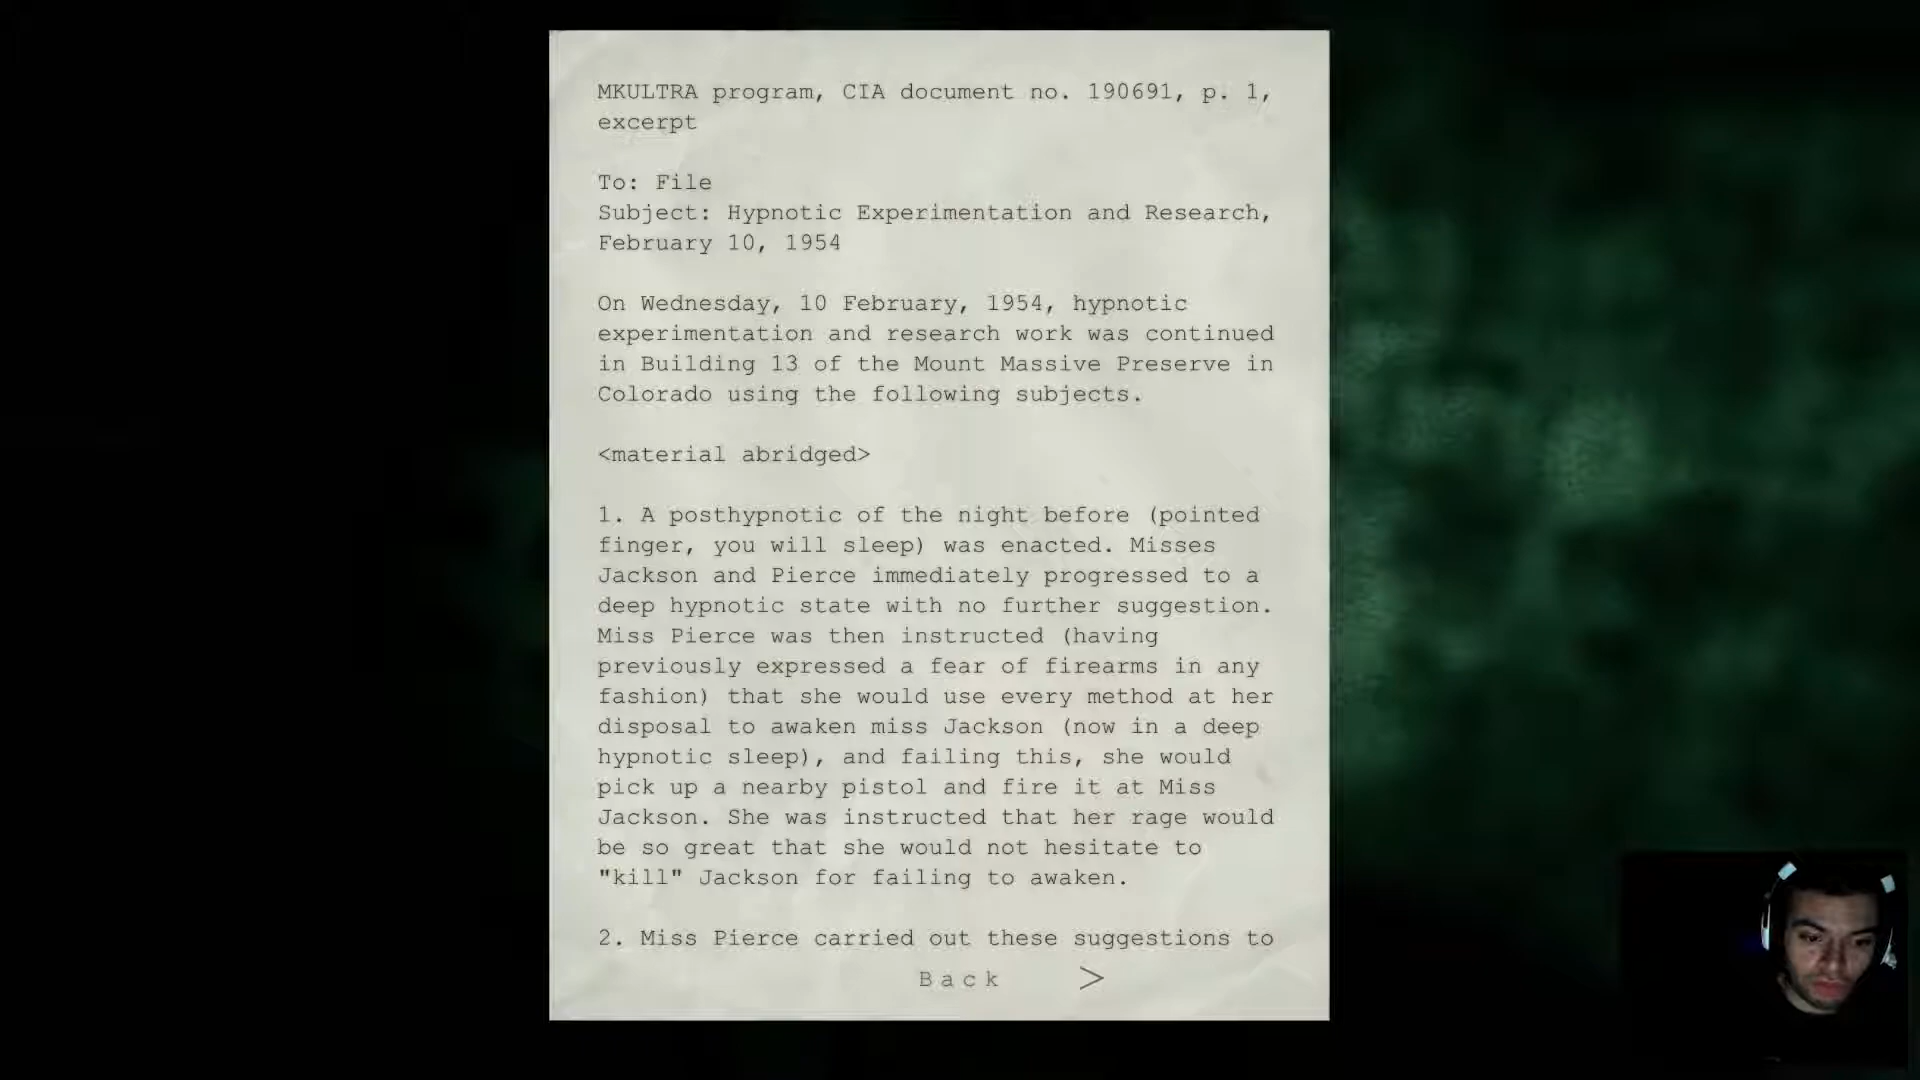 MKULTRA program, CIA document no. 190691, p. 1,
excerpt
To: File
Subject: Hypnotic Experimentation and Research,
February 10, 1954
On Wednesday, 10 February, 1954, hypnotic
experimentation and research work was continued
in Building 13 of the Mount Massive Preserve in
Colorado using the following subjects.
<material abridged>
1. A posthypnotic of the night before (pointed
finger, you will sleep) was enacted. Misses
Jackson and Pierce immediately progressed to a
deep hypnotic state with no further suggestion.
Miss Pierce was then instructed (having
previously expressed a fear of firearms in any
fashion) that she would use every method at her
disposal to awaken miss Jackson (now in a deep
hypnotic sleep), and failing this, she would
pick up a nearby pistol and fire it at Miss
Jackson. She was instructed that her rage would
be so great that she would not hesitate to
"kill" Jackson for failing to awaken.
2. Miss Pierce carried out these suggestions to
Back >